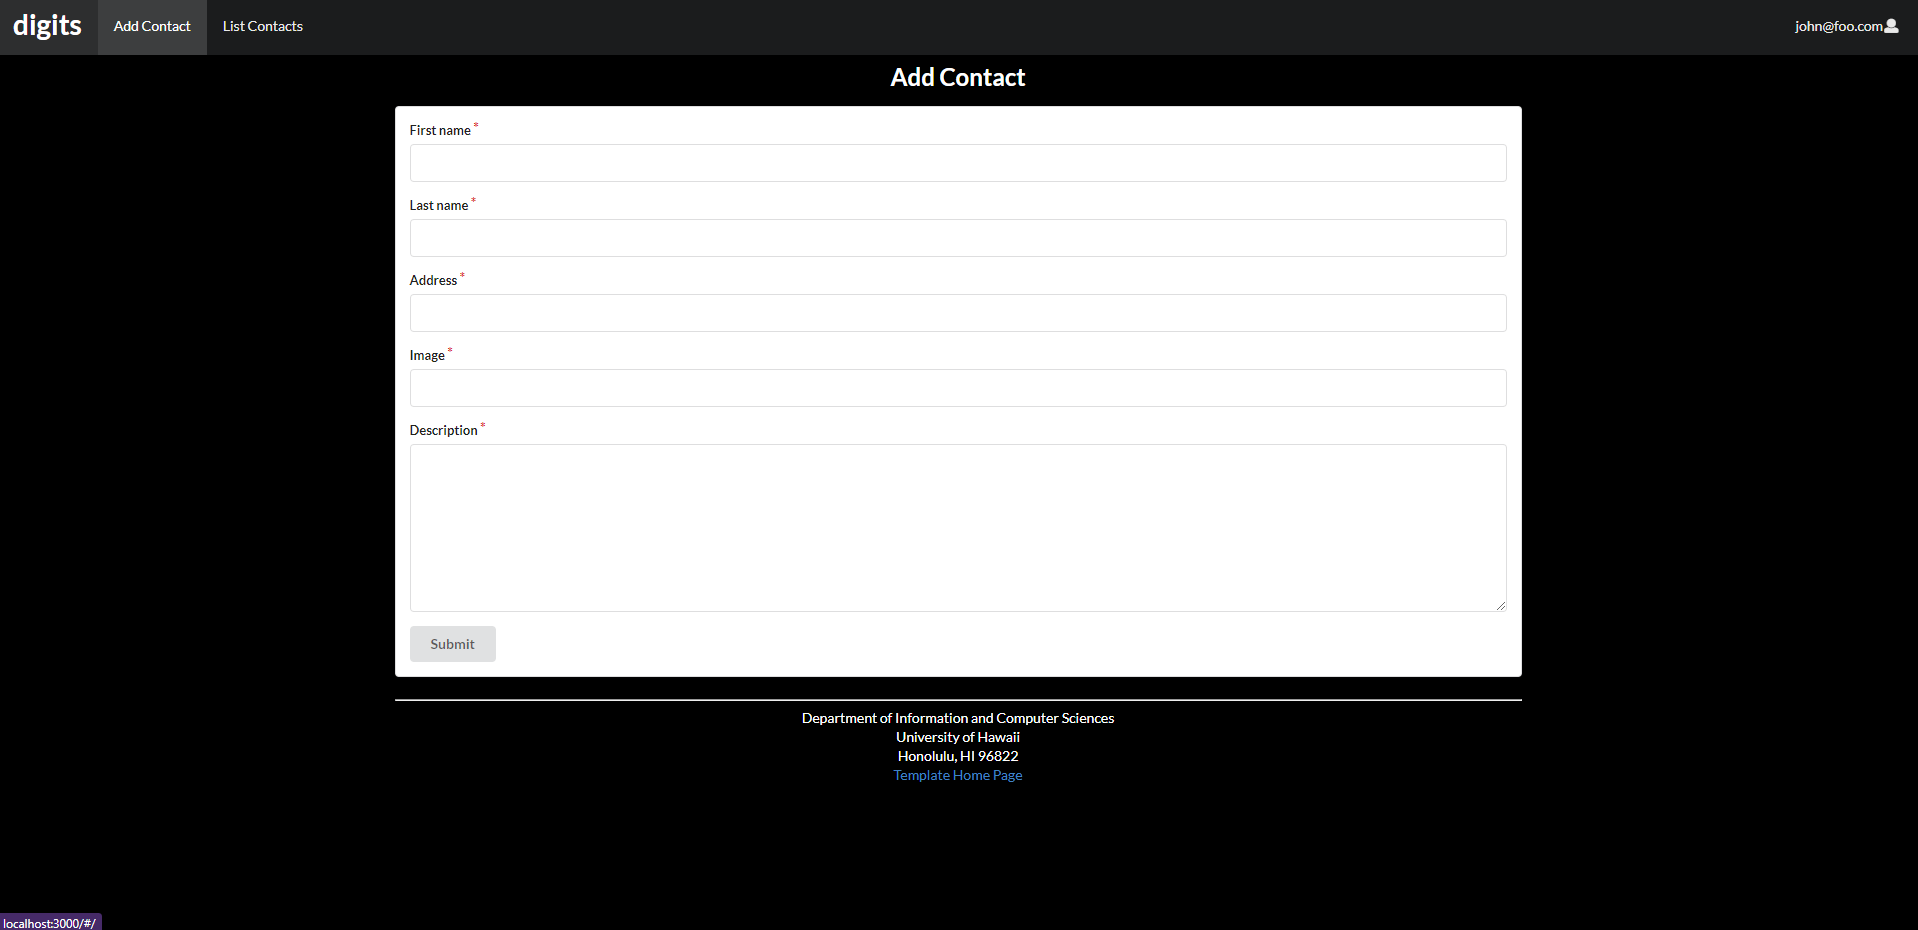 digits
Add Contact
List Contacts
john@foo.com
Add Contact
First name *
Last name *
Address *
Image *
Description *
Submit
Department of Information and Computer Sciences
University of Hawaii
Honolulu, HI 96822
Template Home Page
localhost:3000/#/